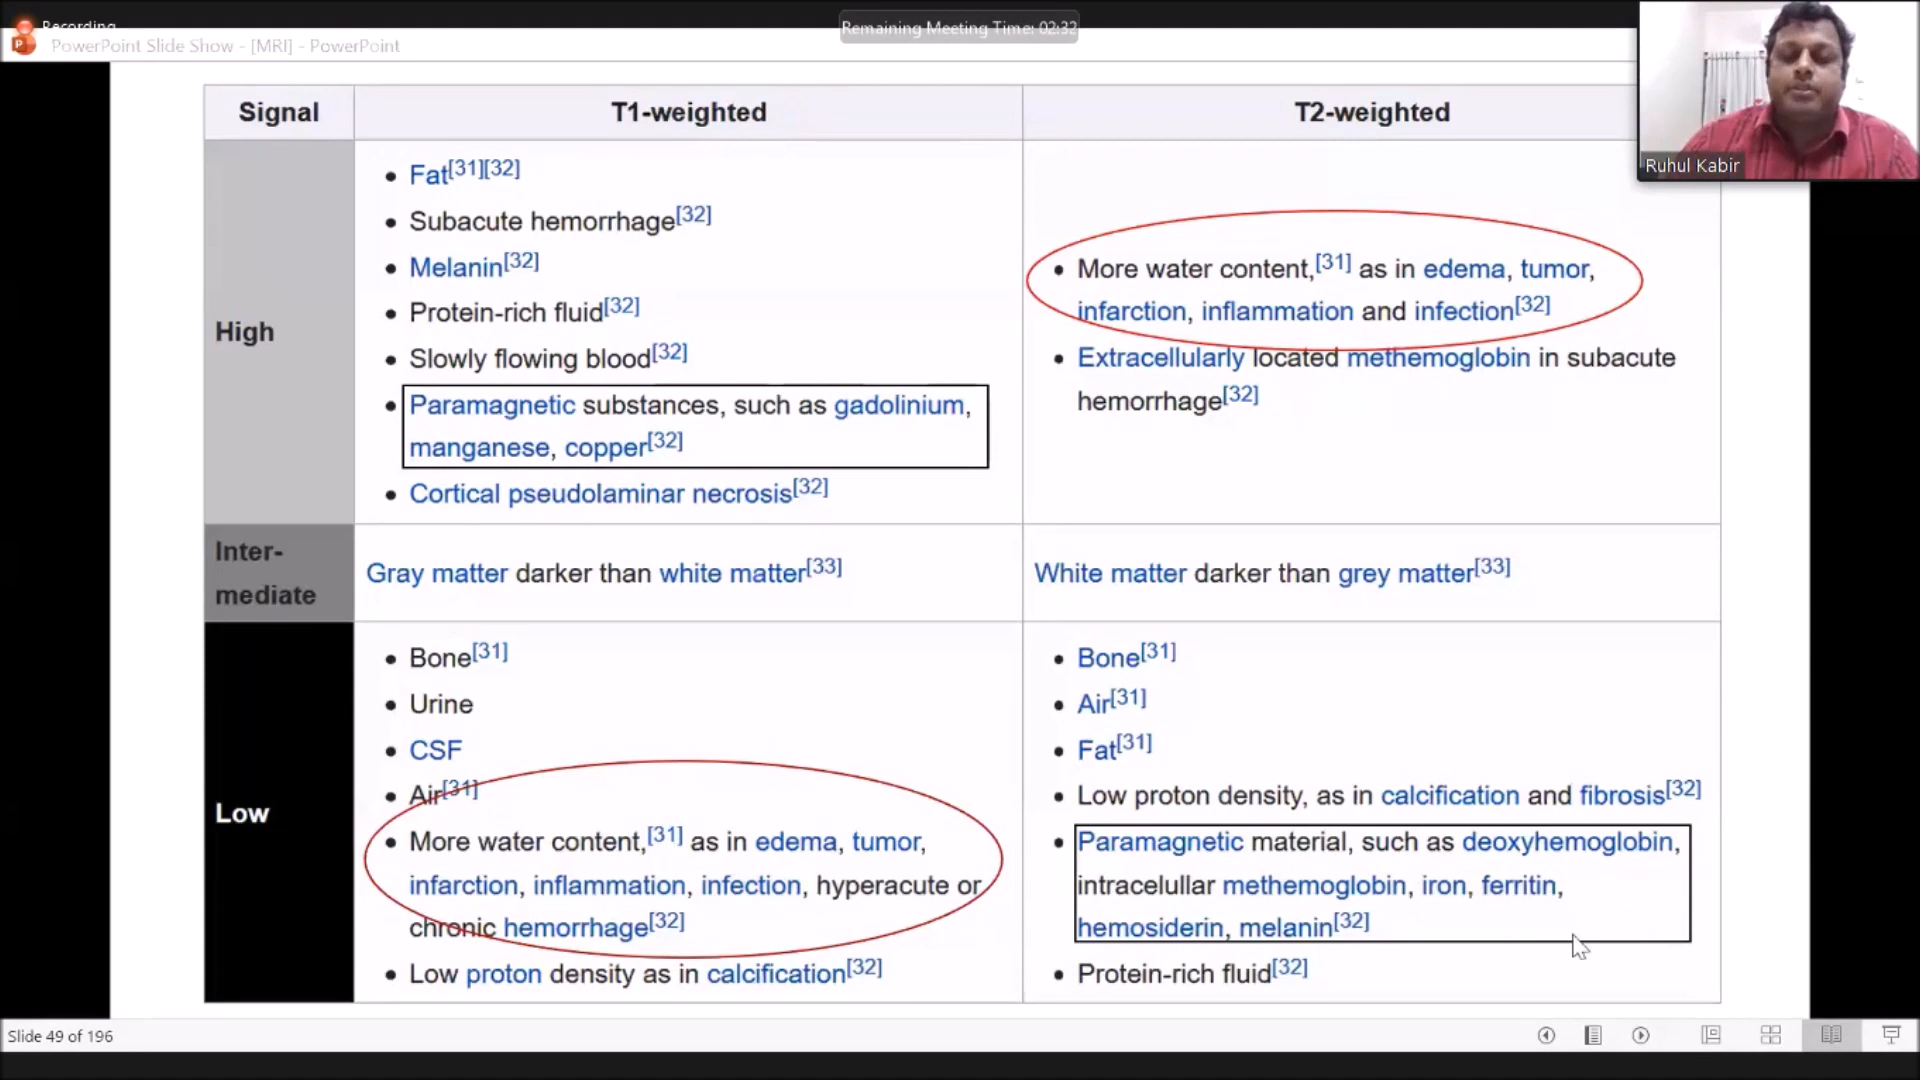 Recording
Remaining Meeting Time: 02:32
PowerPoint Slide Show - [MRI] - PowerPoint
Ruhul Kabir
Signal T1-weighted T2-weighted
High
• Fat[31][32]
• Subacute hemorrhage[32]
• Melanin[32]
• Protein-rich fluid[32]
• Slowly flowing blood[32]
• Paramagnetic substances, such as gadolinium,
manganese, copper[32]
• Cortical pseudolaminar necrosis[32]
• More water content,[31] as in edema, tumor,
infarction, inflammation and infection[32]
• Extracellularly located methemoglobin in subacute
hemorrhage[32]
Inter-
mediate
Gray matter darker than white matter[33]
White matter darker than grey matter[33]
Low
• Bone[31]
• Urine
• CSF
• Air[31]
• More water content,[31] as in edema, tumor,
infarction, inflammation, infection, hyperacute or
chronic hemorrhage[32]
• Low proton density as in calcification[32]
• Bone[31]
• Air[31]
• Fat[31]
• Low proton density, as in calcification and fibrosis[32]
• Paramagnetic material, such as deoxyhemoglobin,
intracelullar methemoglobin, iron, ferritin,
hemosiderin, melanin[32]
• Protein-rich fluid[32]
Slide 49 of 196